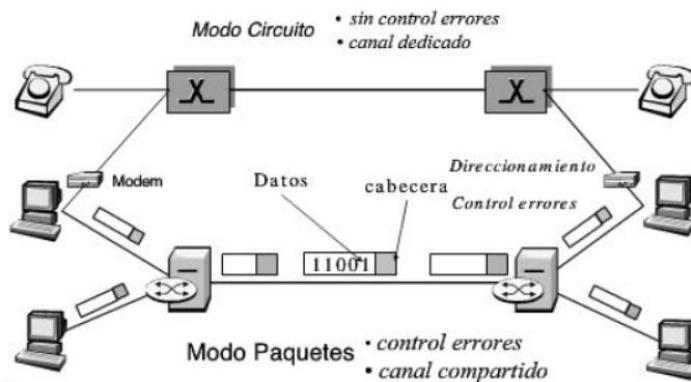 Modo Circuito
• sin control errores
• canal dedicado
Modem
Datos
cabecera
Direccionamiento
Control errores
11001
Modo Paquetes
• control errores
• canal compartido